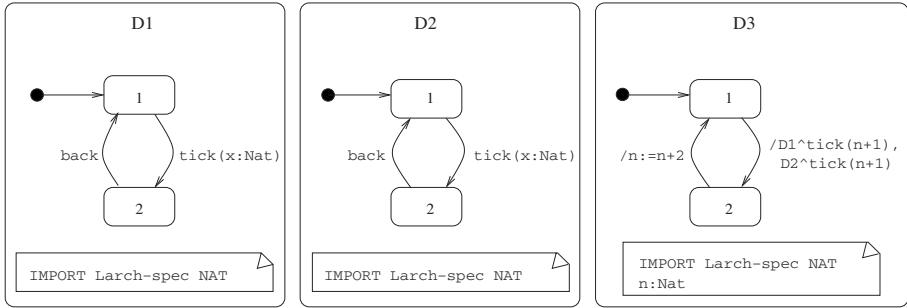 D1
1
back
tick(x:Nat)
2
IMPORT Larch-spec NAT
D2
1
back
tick(x:Nat)
2
IMPORT Larch-spec NAT
D3
1
/n:=n+2
/D1^tick(n+1),
D2^tick(n+1)
2
IMPORT Larch-spec NAT
n:Nat